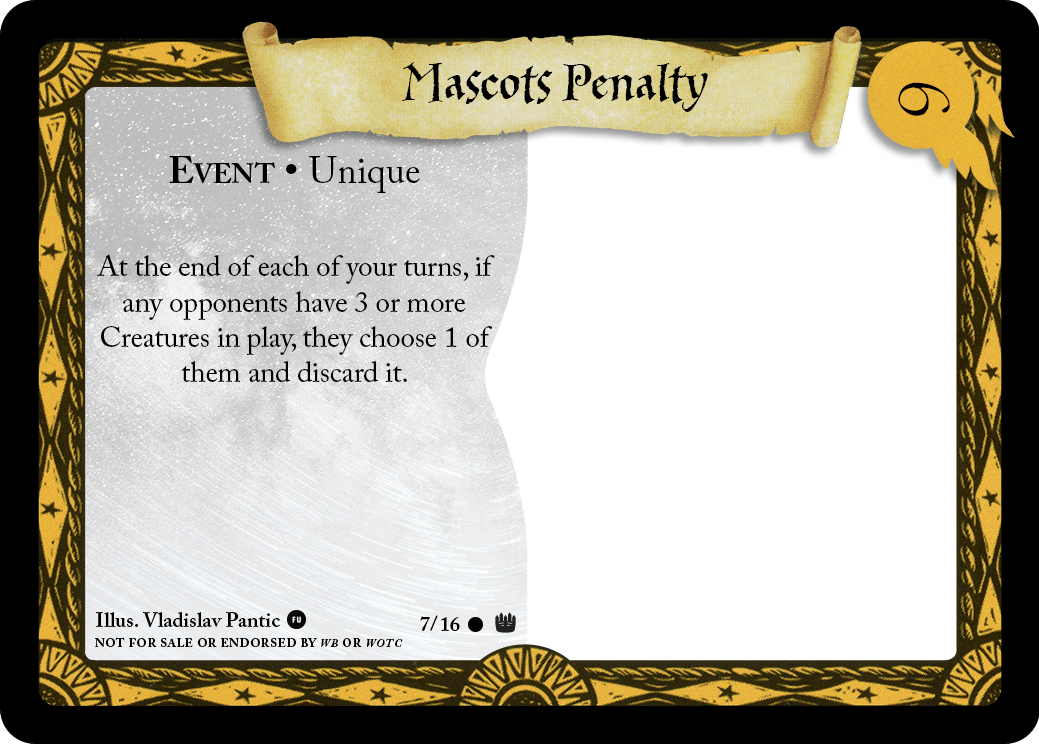 Mascots Penalty
6
EVENT • Unique
At the end of each of your turns, if
any opponents have 3 or more
Creatures in play, they choose 1 of
them and discard it.
Illus. Vladislav Pantic FU
7/16
NOT FOR SALE OR ENDORSED BY WB OR WOTC